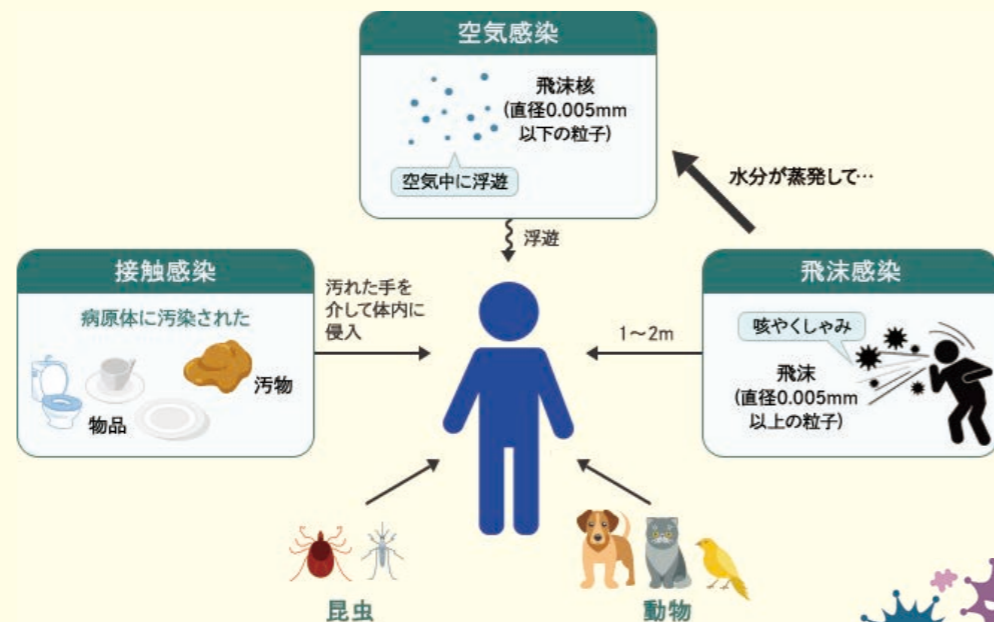 空気感染
飛沫核
(直径0.005mm
以下の粒子)
空気中に浮遊
水分が蒸発して…
浮遊
接触感染
病原体に汚染された
物品
汚物
汚れた手を
介して体内に
侵入
1〜2m
飛沫感染
咳やくしゃみ
飛沫
(直径0.005mm
以上の粒子)
昆虫
動物